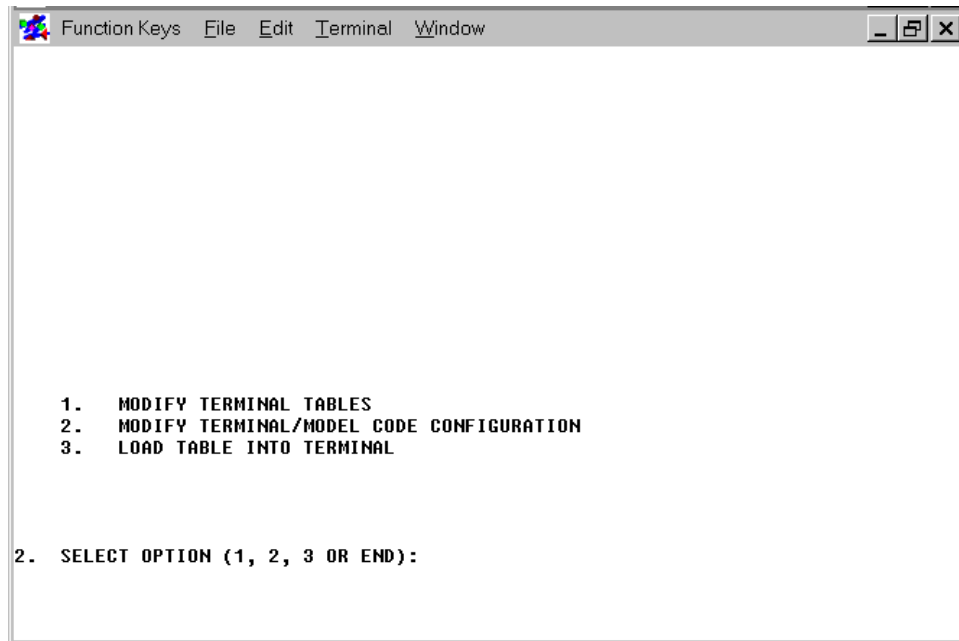 Function Keys File Edit Terminal Window
1. MODIFY TERMINAL TABLES
2. MODIFY TERMINAL/MODEL CODE CONFIGURATION
3. LOAD TABLE INTO TERMINAL
2. SELECT OPTION (1, 2, 3 OR END):